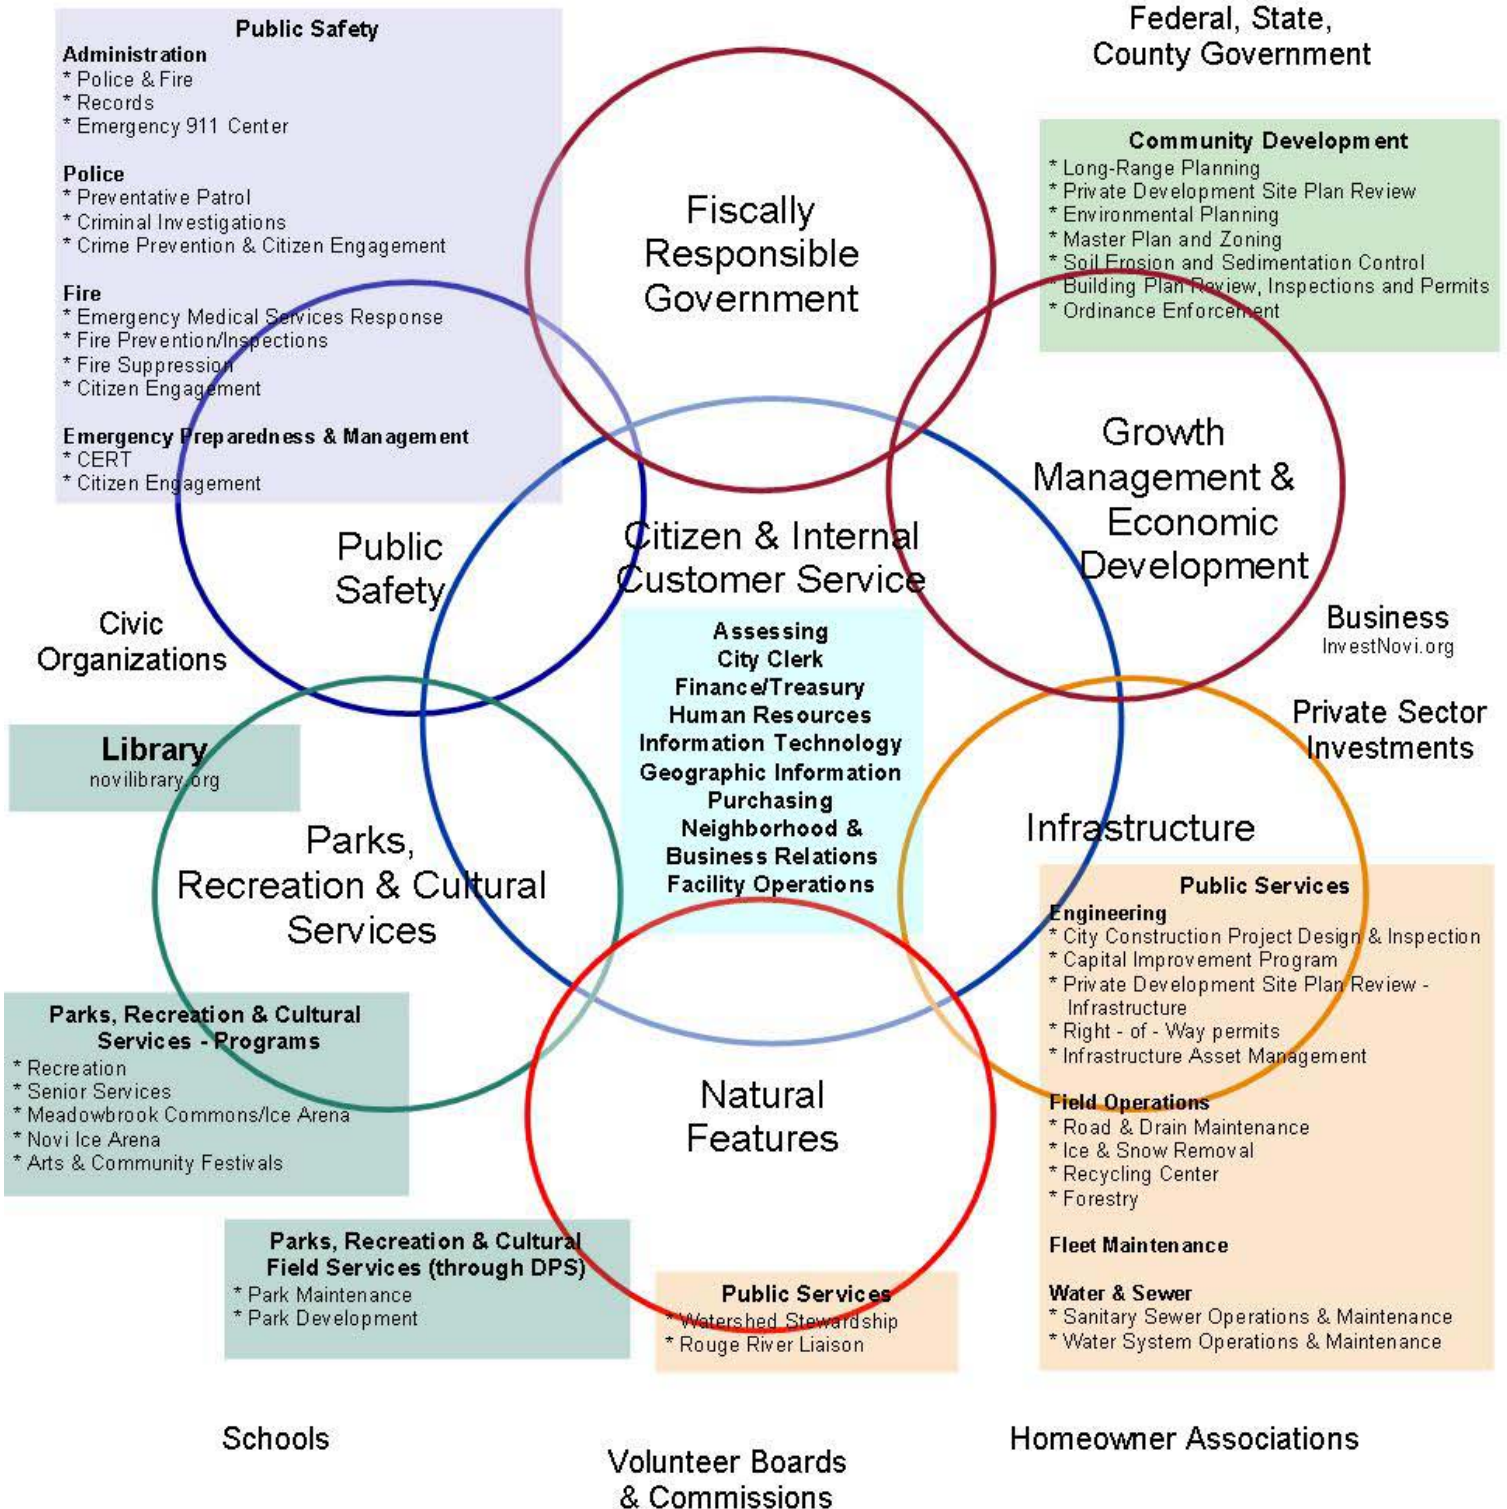 Public Safety
Administration
* Police & Fire
* Records
* Emergency 911 Center
Police
* Preventative Patrol
* Criminal Investigations
* Crime Prevention & Citizen Engagement
Fire
* Emergency Medical Services Response
* Fire Prevention/Inspections
* Fire Suppression
* Citizen Engagement
Emergency Preparedness & Management
* CERT
* Citizen Engagement
Federal, State,
County Government
Community Development
* Long-Range Planning
* Private Development Site Plan Review
* Environmental Planning
* Master Plan and Zoning
* Soil Erosion and Sedimentation Control
* Building Plan Review, Inspections and Permits
* Ordinance Enforcement
Fiscally
Responsible
Government
Growth
Management &
Economic
Development
Public
Safety
Citizen & Internal
Customer Service
Assessing
City Clerk
Finance/Treasury
Human Resources
Information Technology
Geographic Information
Purchasing
Neighborhood &
Business Relations
Facility Operations
Civic
Organizations
Business
InvestNovi.org
Private Sector
Investments
Library
novilibrary.org
Parks,
Recreation & Cultural
Services
Infrastructure
Public Services
Engineering
* City Construction Project Design & Inspection
* Capital Improvement Program
* Private Development Site Plan Review -
Infrastructure
* Right - of - Way permits
* Infrastructure Asset Management
Field Operations
* Road & Drain Maintenance
* Ice & Snow Removal
* Recycling Center
* Forestry
Fleet Maintenance
Water & Sewer
* Sanitary Sewer Operations & Maintenance
* Water System Operations & Maintenance
Parks, Recreation & Cultural
Services - Programs
* Recreation
* Senior Services
* Meadowbrook Commons/Ice Arena
* Novi Ice Arena
* Arts & Community Festivals
Natural
Features
Parks, Recreation & Cultural
Field Services (through DPS)
* Park Maintenance
* Park Development
Public Services
* Watershed Stewardship
* Rouge River Liaison
Schools
Volunteer Boards
& Commissions
Homeowner Associations